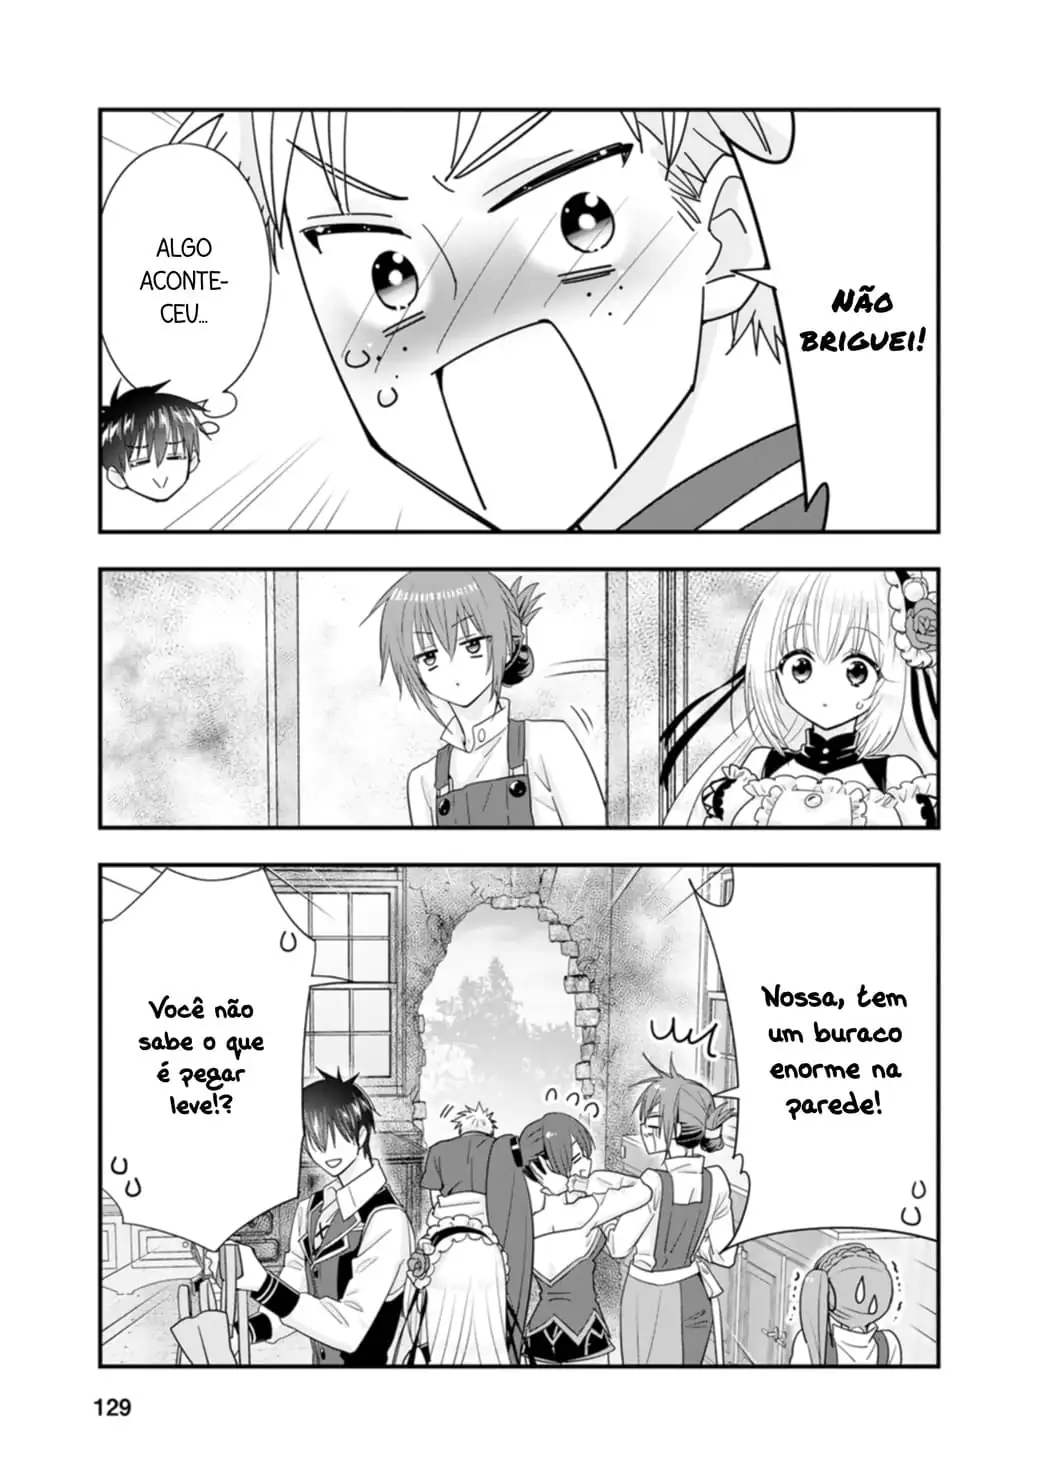 NÃO
BRIGUEI!
ALGO
ACONTE-
CEU...
Nossa, tem
um buraco
enorme na
parede!
Você não
sabe o que
é pegar
leve!?
129